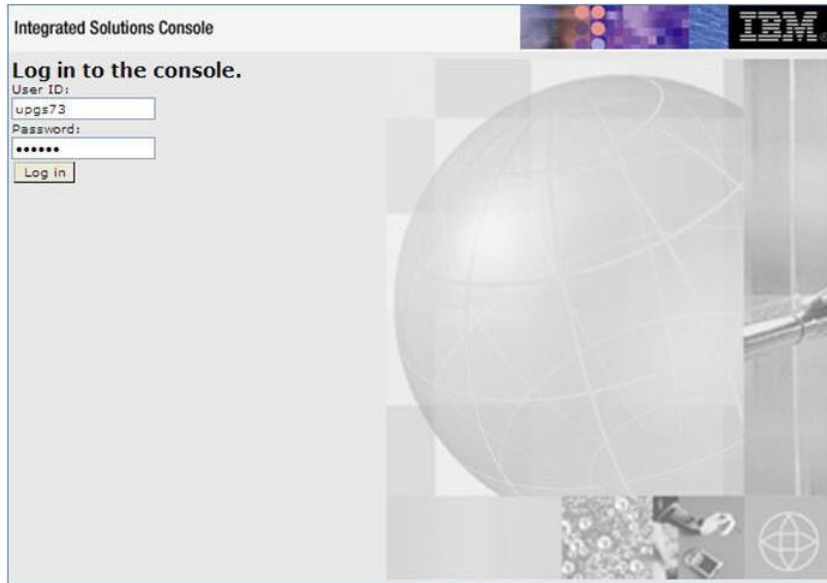 Integrated Solutions Console
IBM®
Log in to the console.
User ID:
upgs73
Password:
••••••
Log in